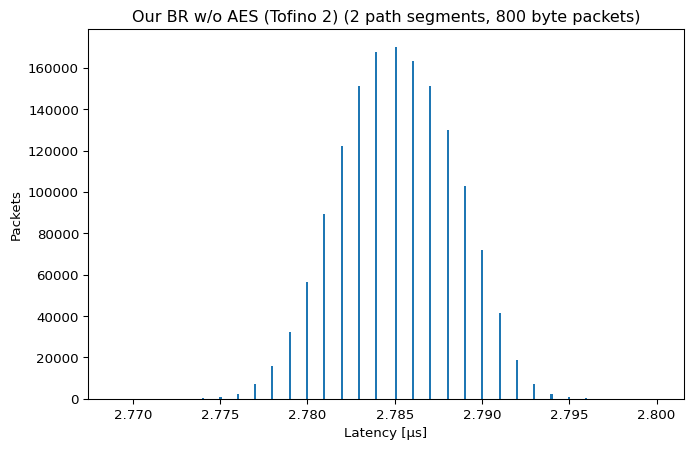 Our BR w/o AES (Tofino 2) (2 path segments, 800 byte packets)
160000
140000
120000
100000
80000
60000
40000
20000
0
Packets
2.770 2.775 2.780 2.785 2.790 2.795 2.800
Latency [µs]